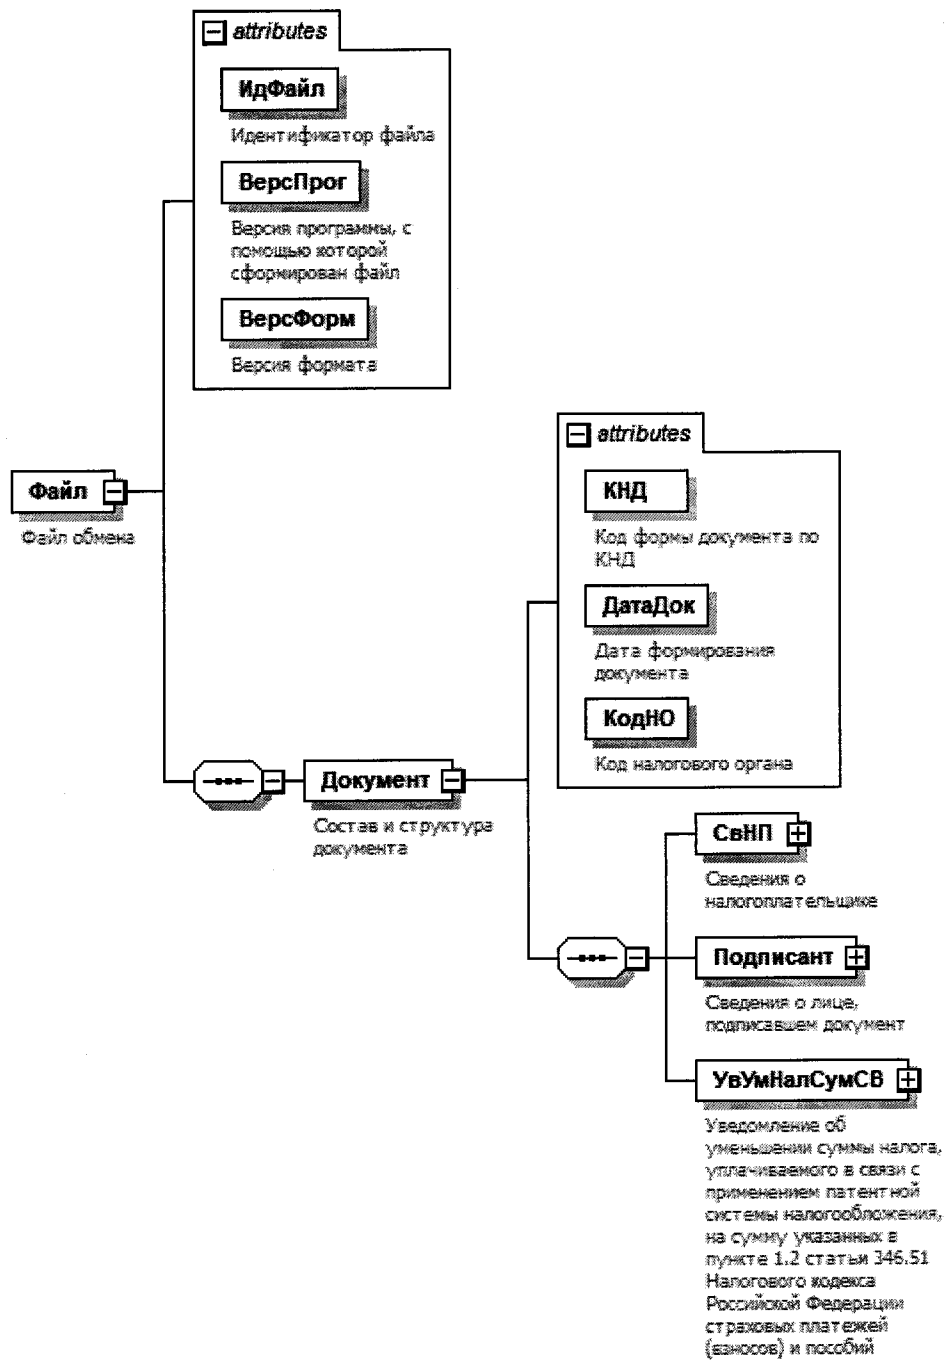 attributes
ИдФайл
Идентификатор файла
ВерсПрог
Версия программы, с
помощью которой
сформирован файл
ВерсФорм
Версия формата
Файл
Файл обмена
attributes
КНД
Код формы документа по
КНД
ДатаДок
Дата формирования
документа
КодНО
Код налогового органа
Документ
Состав и структура
документа
СвНП
Сведения о
налогоплательщике
Подписант
Сведения о лице,
подписавшем документ
УвУмНалСумСВ
Уведомление об
уменьшении суммы налога,
уплачиваемого в связи с
применением патентной
системы налогообложения,
на сумму указанных в
пункте 1.2 статьи 346.51
Налогового кодекса
Российской Федерации
страховых платежей
(взносов) и пособий